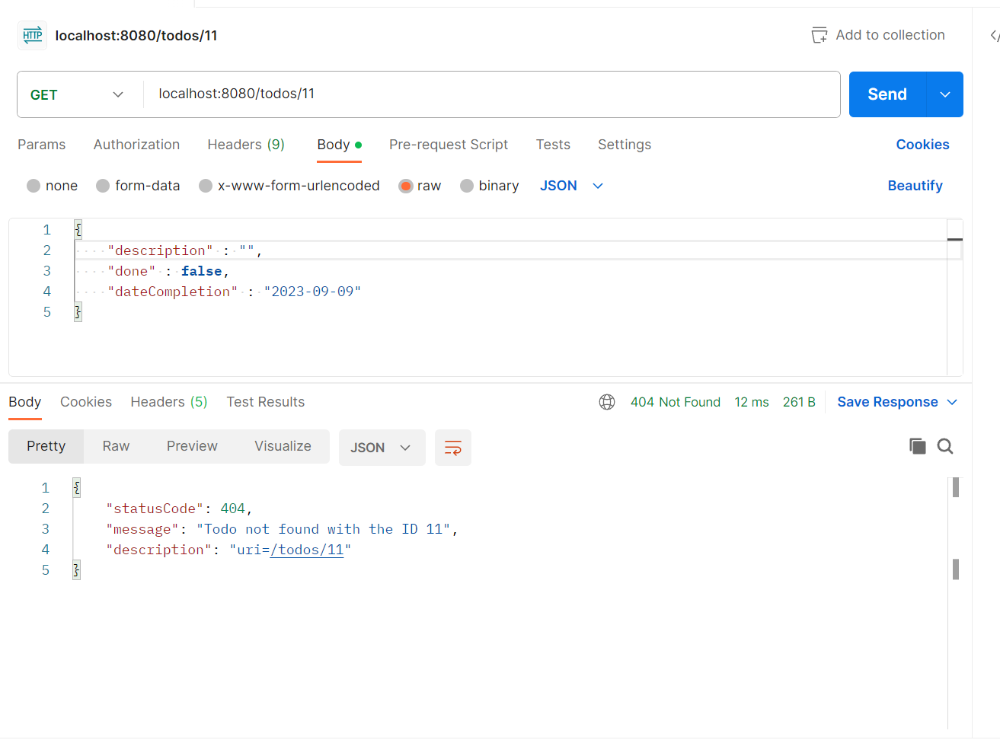 HTTP localhost:8080/todos/11 Add to collection
GET localhost:8080/todos/11 Send
Params Authorization Headers (9) Body Pre-request Script Tests Settings Cookies
none form-data x-www-form-urlencoded raw binary JSON Beautify
1 {
2 "description" : "",
3 "done" : false,
4 "dateCompletion" : "2023-09-09"
5 }
Body Cookies Headers (5) Test Results 404 Not Found 12 ms 261 B Save Response
Pretty Raw Preview Visualize JSON
1 {
2 "statusCode": 404,
3 "message": "Todo not found with the ID 11",
4 "description": "uri=/todos/11"
5 }